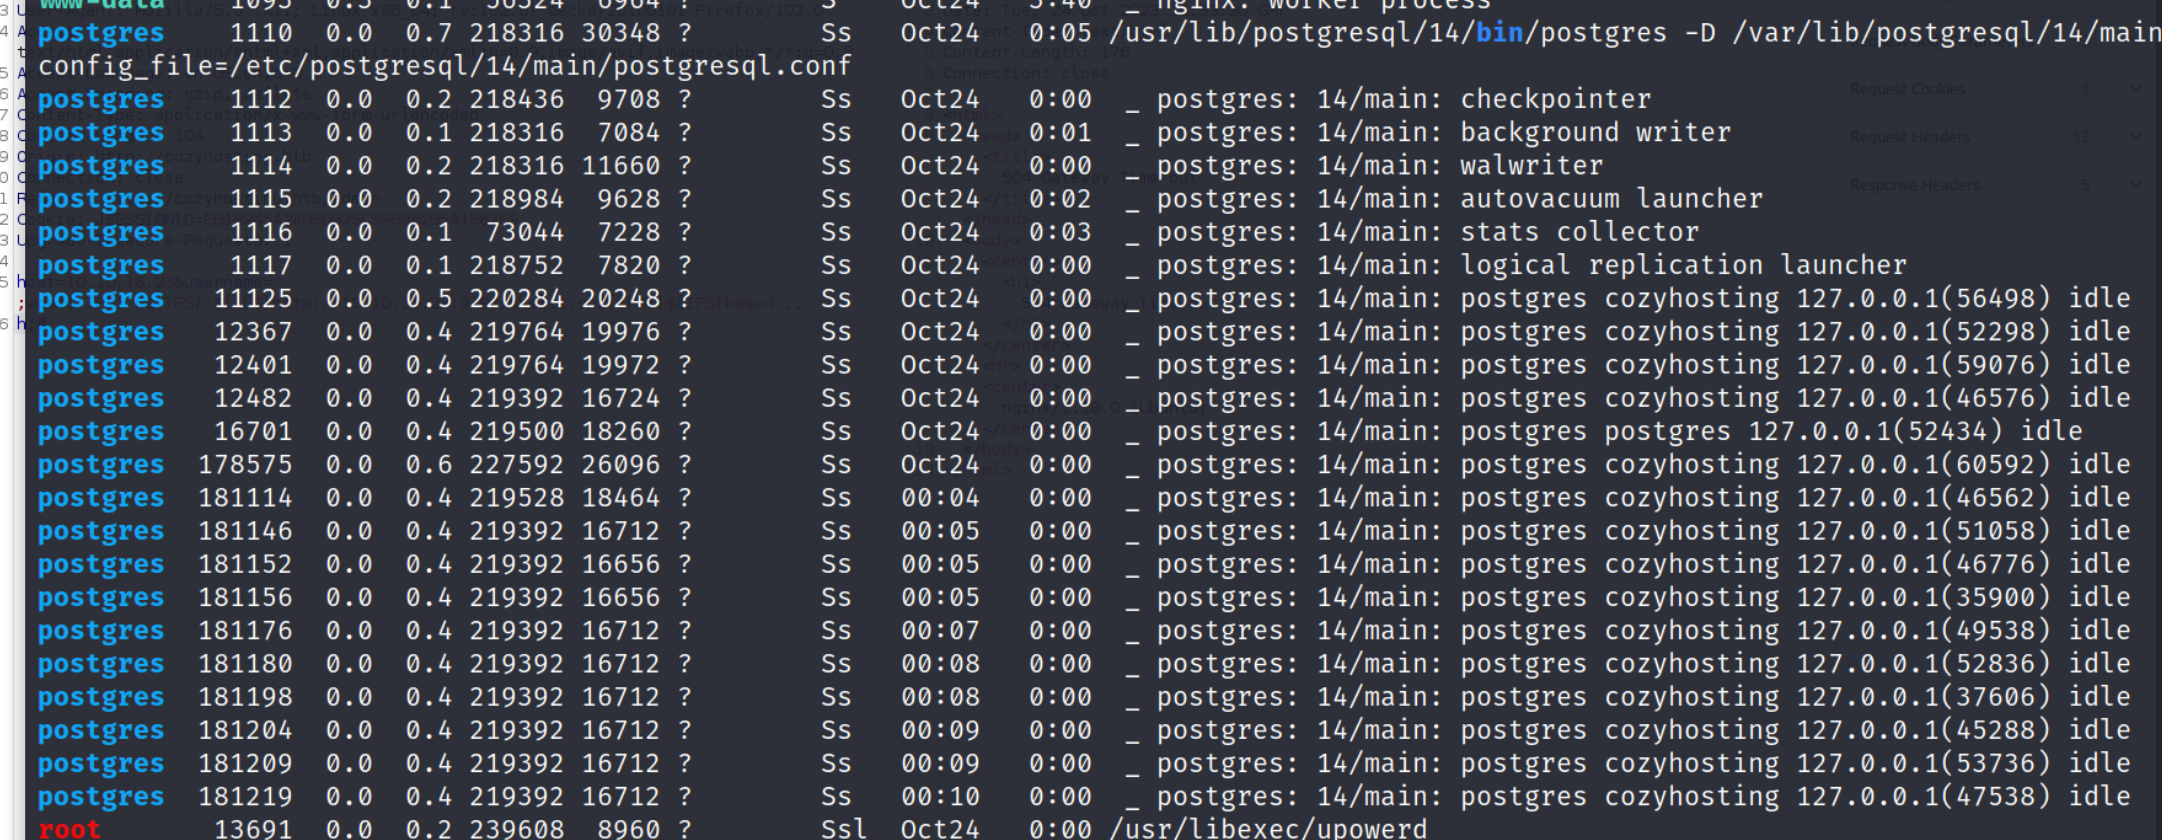 www-data 1095 0.3 0.1 56524 6964 ? S Oct24 5:40 _ nginx: worker process
postgres 1110 0.0 0.7 218316 30348 ? Ss Oct24 0:05 /usr/lib/postgresql/14/bin/postgres -D /var/lib/postgresql/14/main
config_file=/etc/postgresql/14/main/postgresql.conf
postgres 1112 0.0 0.2 218436 9708 ? Ss Oct24 0:00 _ postgres: 14/main: checkpointer
postgres 1113 0.0 0.1 218316 7084 ? Ss Oct24 0:01 _ postgres: 14/main: background writer
postgres 1114 0.0 0.2 218316 11660 ? Ss Oct24 0:00 _ postgres: 14/main: walwriter
postgres 1115 0.0 0.2 218984 9628 ? Ss Oct24 0:02 _ postgres: 14/main: autovacuum launcher
postgres 1116 0.0 0.1 73044 7228 ? Ss Oct24 0:03 _ postgres: 14/main: stats collector
postgres 1117 0.0 0.1 218752 7820 ? Ss Oct24 0:00 _ postgres: 14/main: logical replication launcher
postgres 11125 0.0 0.5 220284 20248 ? Ss Oct24 0:00 _ postgres: 14/main: postgres cozyhosting 127.0.0.1(56498) idle
postgres 12367 0.0 0.4 219764 19976 ? Ss Oct24 0:00 _ postgres: 14/main: postgres cozyhosting 127.0.0.1(52298) idle
postgres 12401 0.0 0.4 219764 19972 ? Ss Oct24 0:00 _ postgres: 14/main: postgres cozyhosting 127.0.0.1(59076) idle
postgres 12482 0.0 0.4 219392 16724 ? Ss Oct24 0:00 _ postgres: 14/main: postgres cozyhosting 127.0.0.1(46576) idle
postgres 16701 0.0 0.4 219500 18260 ? Ss Oct24 0:00 _ postgres: 14/main: postgres postgres 127.0.0.1(52434) idle
postgres 178575 0.0 0.6 227592 26096 ? Ss Oct24 0:00 _ postgres: 14/main: postgres cozyhosting 127.0.0.1(60592) idle
postgres 181114 0.0 0.4 219528 18464 ? Ss 00:04 0:00 _ postgres: 14/main: postgres cozyhosting 127.0.0.1(46562) idle
postgres 181146 0.0 0.4 219392 16712 ? Ss 00:05 0:00 _ postgres: 14/main: postgres cozyhosting 127.0.0.1(51058) idle
postgres 181152 0.0 0.4 219392 16656 ? Ss 00:05 0:00 _ postgres: 14/main: postgres cozyhosting 127.0.0.1(46776) idle
postgres 181156 0.0 0.4 219392 16656 ? Ss 00:05 0:00 _ postgres: 14/main: postgres cozyhosting 127.0.0.1(35900) idle
postgres 181176 0.0 0.4 219392 16712 ? Ss 00:07 0:00 _ postgres: 14/main: postgres cozyhosting 127.0.0.1(49538) idle
postgres 181180 0.0 0.4 219392 16712 ? Ss 00:08 0:00 _ postgres: 14/main: postgres cozyhosting 127.0.0.1(52836) idle
postgres 181198 0.0 0.4 219392 16712 ? Ss 00:08 0:00 _ postgres: 14/main: postgres cozyhosting 127.0.0.1(37606) idle
postgres 181204 0.0 0.4 219392 16712 ? Ss 00:09 0:00 _ postgres: 14/main: postgres cozyhosting 127.0.0.1(45288) idle
postgres 181209 0.0 0.4 219392 16712 ? Ss 00:09 0:00 _ postgres: 14/main: postgres cozyhosting 127.0.0.1(53736) idle
postgres 181219 0.0 0.4 219392 16712 ? Ss 00:10 0:00 _ postgres: 14/main: postgres cozyhosting 127.0.0.1(47538) idle
root 13691 0.0 0.2 239608 8960 ? Ssl Oct24 0:00 /usr/libexec/upowerd
Request Cookies 1
Request Headers 12
Response Headers 5